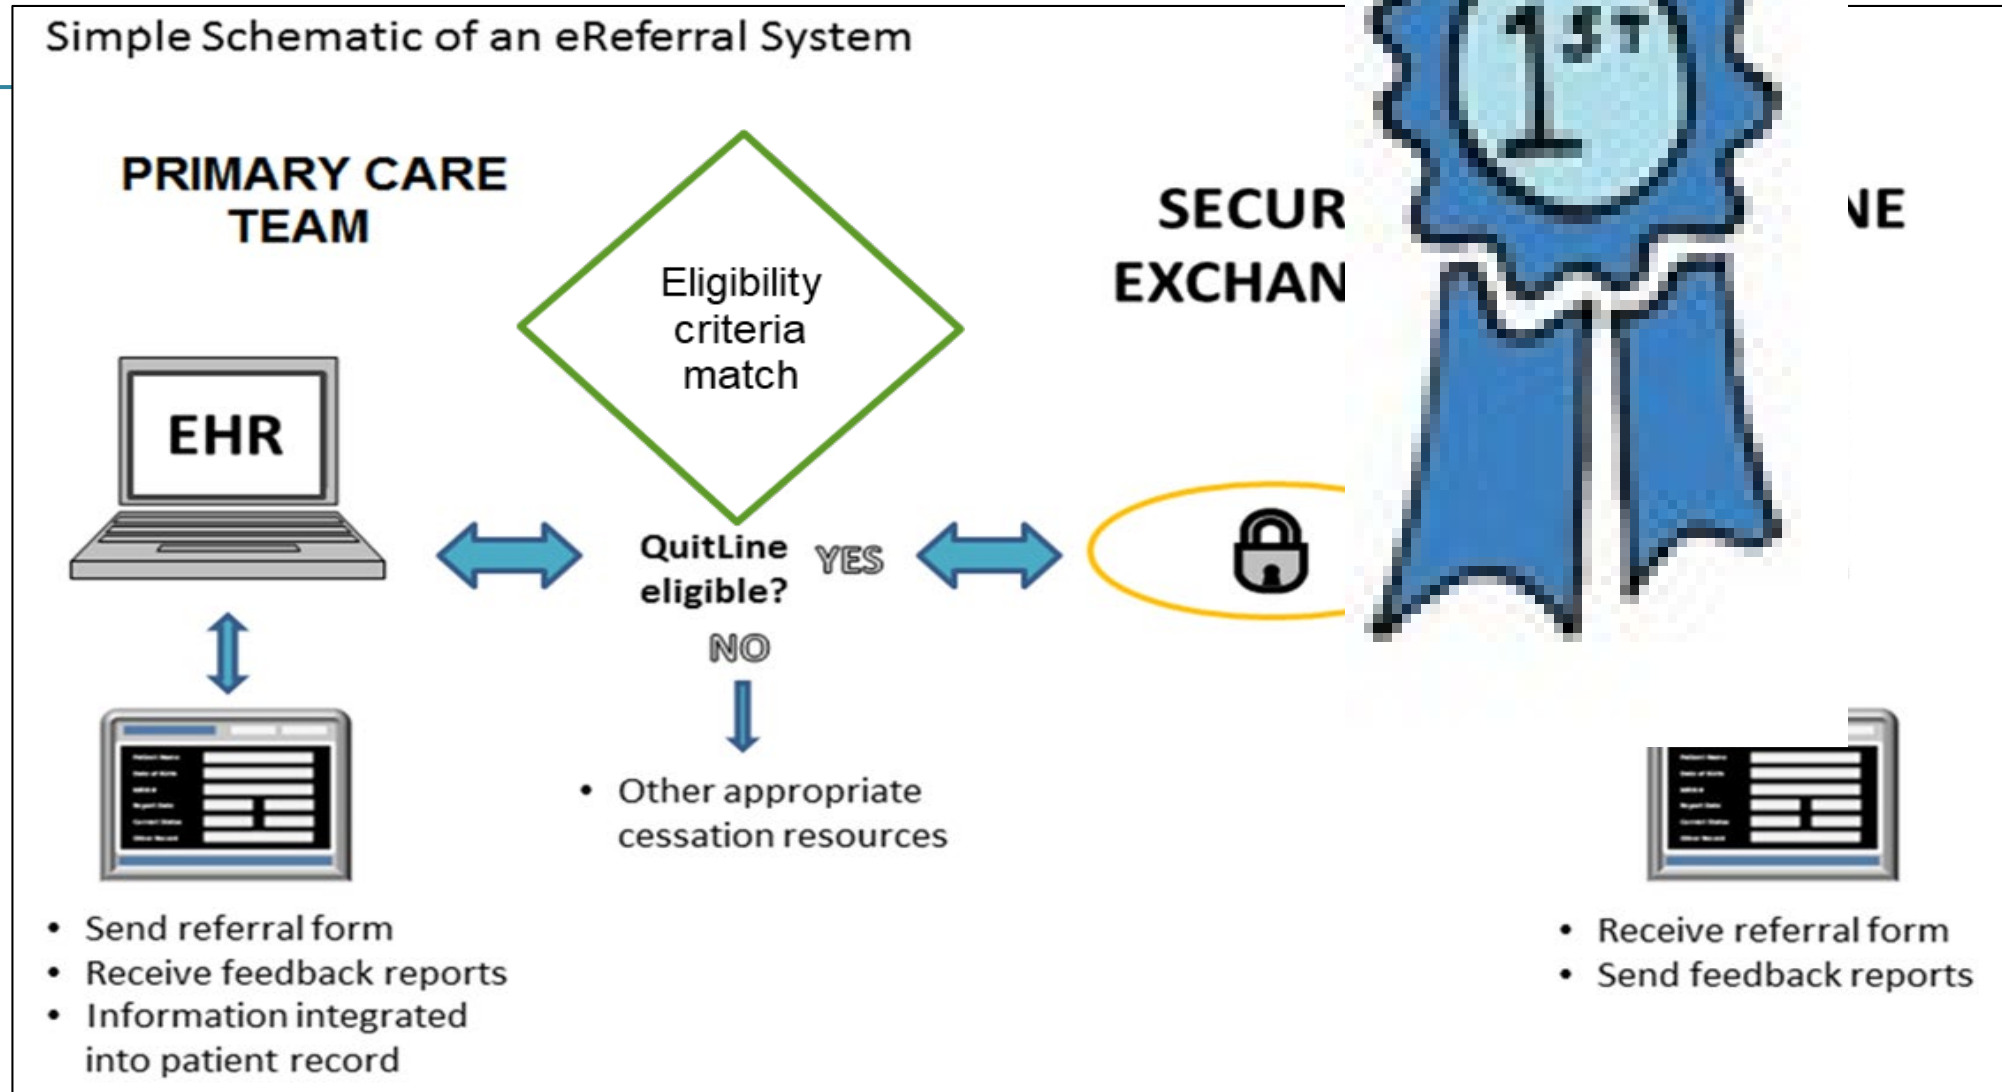 Simple Schematic of an eReferral System
PRIMARY CARE
TEAM
Eligibility
criteria
match
SECUR
EXCHAN
1ST
NE
EHR
QuitLine
eligible?
YES
NO
• Other appropriate
cessation resources
• Send referral form
• Receive feedback reports
• Information integrated
into patient record
• Receive referral form
• Send feedback reports